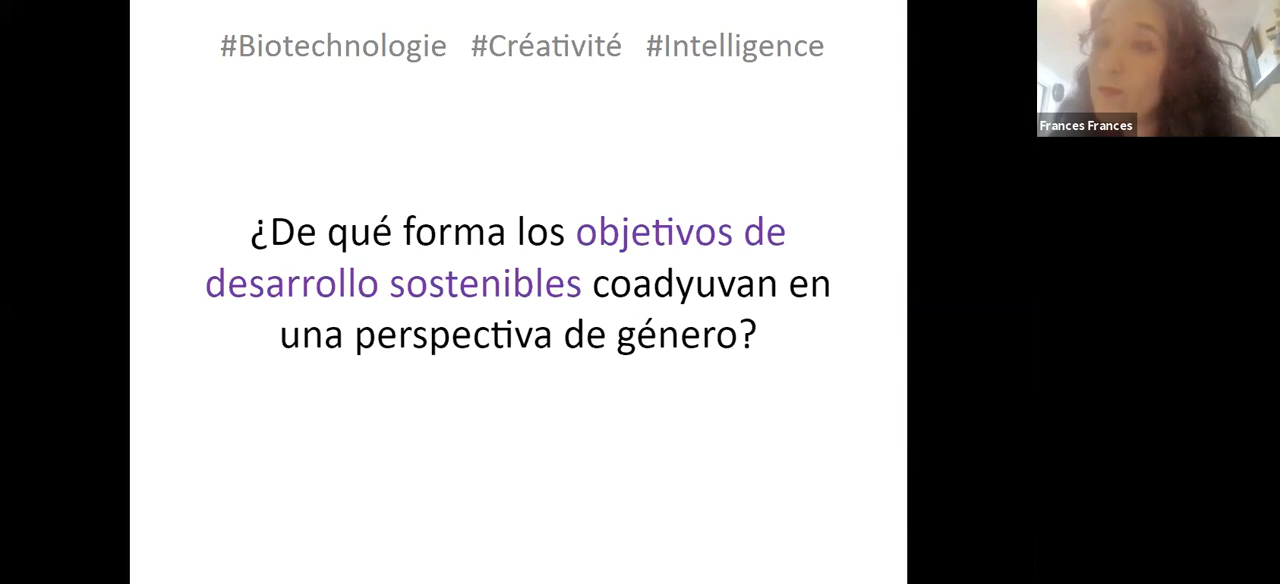 #Biotechnologie #Créativité #Intelligence
¿De qué forma los objetivos de
desarrollo sostenibles coadyuvan en
una perspectiva de género?
Frances Frances